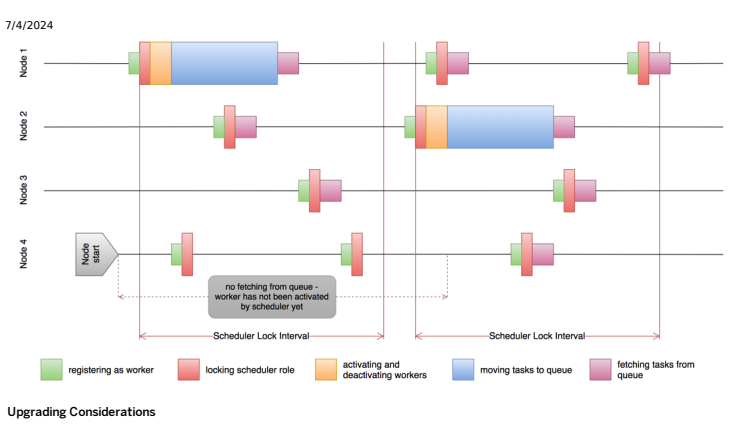 7/4/2024
Node 1
Node 2
Node 3
Node 4
Node
start
no fetching from queue -
worker has not been activated
by scheduler yet
Scheduler Lock Interval
Scheduler Lock Interval
registering as worker
locking scheduler role
activating and
deactivating workers
moving tasks to queue
fetching tasks from
queue
Upgrading Considerations